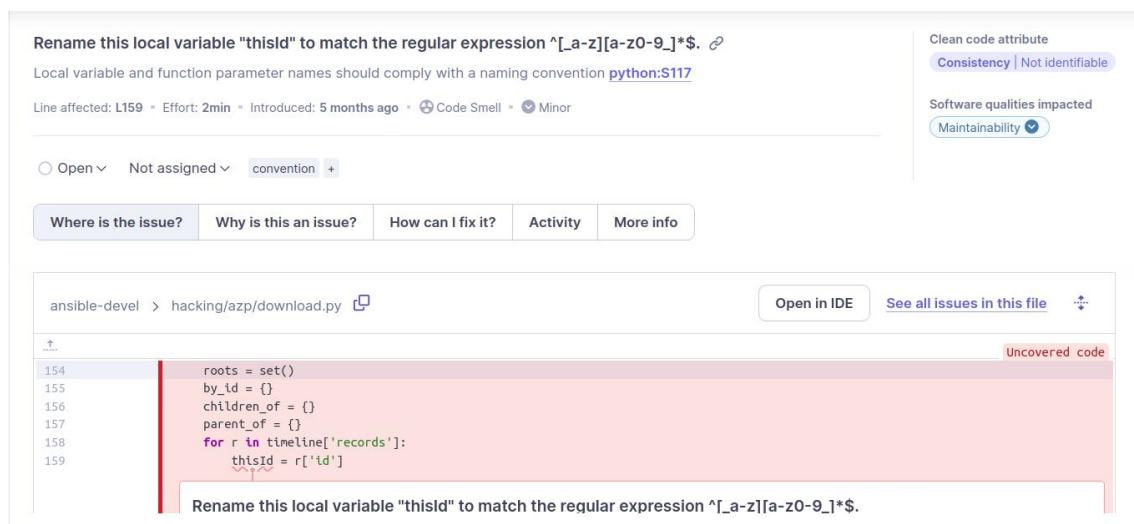 Rename this local variable "thisId" to match the regular expression ^[_a-z][a-z0-9_]*$.
Local variable and function parameter names should comply with a naming convention python:S117
Line affected: L159 • Effort: 2min • Introduced: 5 months ago • Code Smell • Minor
Clean code attribute
Consistency | Not identifiable
Software qualities impacted
Maintainability
Open Not assigned convention +
Where is the issue? Why is this an issue? How can I fix it? Activity More info
ansible-devel > hacking/azp/download.py Open in IDE See all issues in this file
Uncovered code
154 roots = set()
155 by_id = {}
156 children_of = {}
157 parent_of = {}
158 for r in timeline['records']:
159 thisId = r['id']
Rename this local variable "thisId" to match the regular expression ^[_a-z][a-z0-9_]*$.